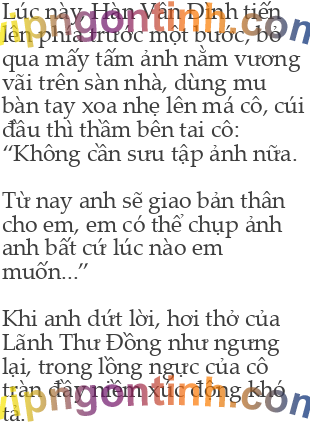 Lúc này, Hàn Văn Đình tiến
lên phía trước một bước, bỏ
qua mấy tấm ảnh nằm vương
vãi trên sàn nhà, dùng mu
bàn tay xoa nhẹ lên má cô, cúi
đầu thì thầm bên tai cô:
“Không cần sưu tập ảnh nữa.
Từ nay anh sẽ giao bản thân
cho em, em có thể chụp ảnh
anh bất cứ lúc nào em
muốn...”
Khi anh dứt lời, hơi thở của
Lãnh Thư Đồng như ngưng
lại, trong lồng ngực của cô
tràn đầy niềm xúc động khó
tả.
vipngontinh.com
vipngontinh.com